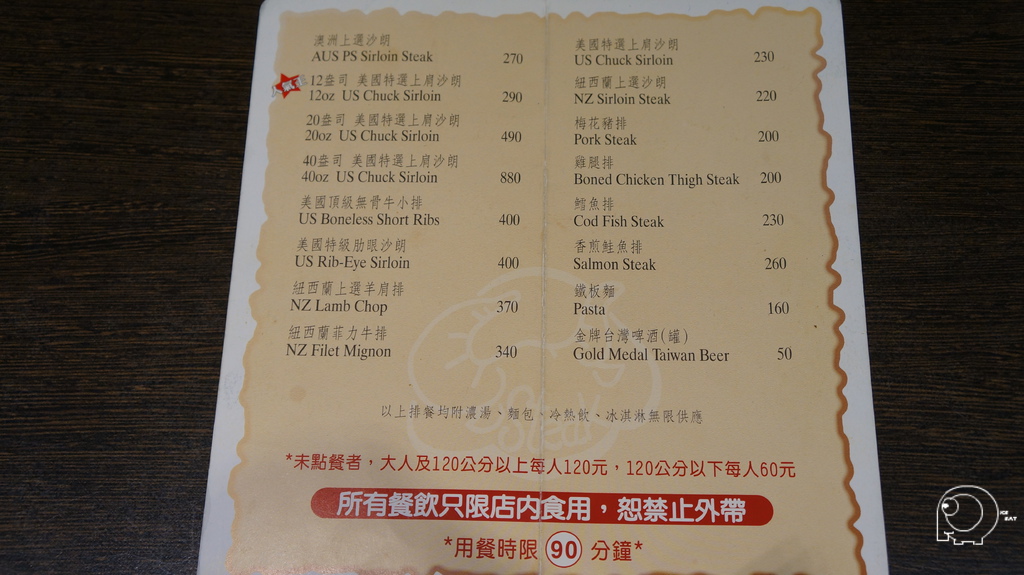 澳洲上選沙朗
AUS PS Sirloin Steak 270
12盎司 美國特選上肩沙朗
12oz US Chuck Sirloin 290
20盎司 美國特選上肩沙朗
20oz US Chuck Sirloin 490
40盎司 美國特選上肩沙朗
40oz US Chuck Sirloin 880
美國頂級無骨牛小排
US Boneless Short Ribs 400
美國特級肋眼沙朗
US Rib-Eye Sirloin 400
紐西蘭上選羊肩排
NZ Lamb Chop 370
紐西蘭菲力牛排
NZ Filet Mignon 340
美國特選上肩沙朗
US Chuck Sirloin 230
紐西蘭上選沙朗
NZ Sirloin Steak 220
梅花豬排
Pork Steak 200
雞腿排
Boned Chicken Thigh Steak 200
鱈魚排
Cod Fish Steak 230
香煎鮭魚排
Salmon Steak 260
鐵板麵
Pasta 160
金牌台灣啤酒(罐)
Gold Medal Taiwan Beer 50
以上排餐均附濃湯、麵包、冷熱飲、冰淇淋無限供應
*未點餐者，大人及120公分以上每人120元，120公分以下每人60元
所有餐飲只限店內食用，恕禁止外帶
*用餐時限 90 分鐘*
ICE
EAT